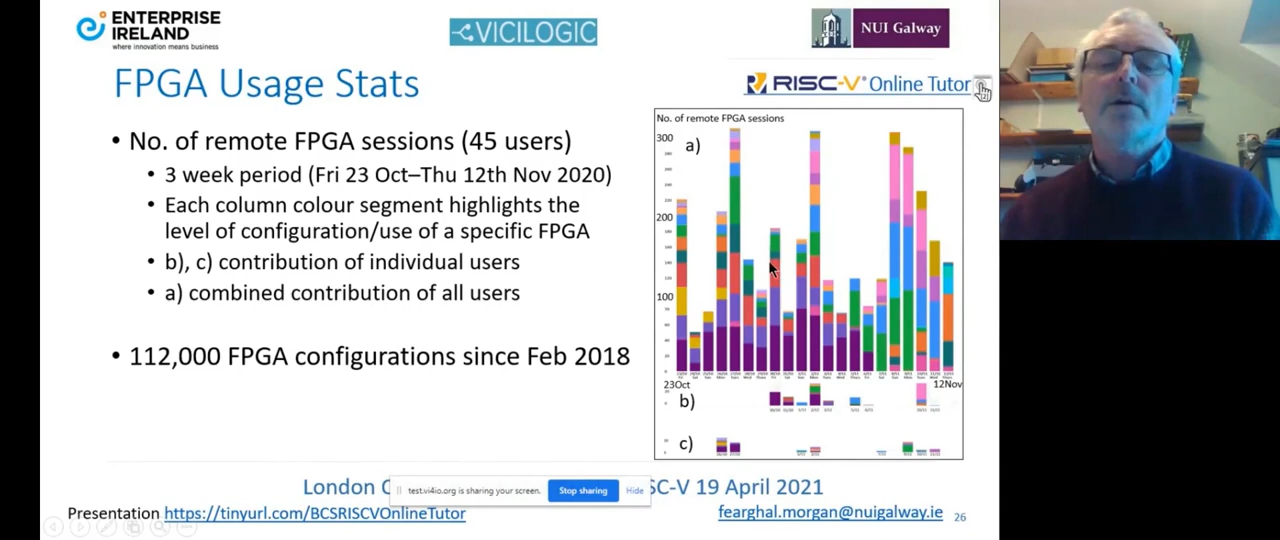 ENTERPRISE
IRELAND
where innovation means business
VICILOGIC
NUI Galway
FPGA Usage Stats
RISC-V® Online Tutor
• No. of remote FPGA sessions (45 users)
• 3 week period (Fri 23 Oct–Thu 12th Nov 2020)
• Each column colour segment highlights the
level of configuration/use of a specific FPGA
• b), c) contribution of individual users
• a) combined contribution of all users
• 112,000 FPGA configurations since Feb 2018
No. of remote FPGA sessions
300
a)
200
100
23Oct
12Nov
b)
c)
London C
SC-V 19 April 2021
test.vi4io.org is sharing your screen.
Stop sharing
Hide
Presentation https://tinyurl.com/BCSRISCVOnlineTutor
fearghal.morgan@nuigalway.ie
26